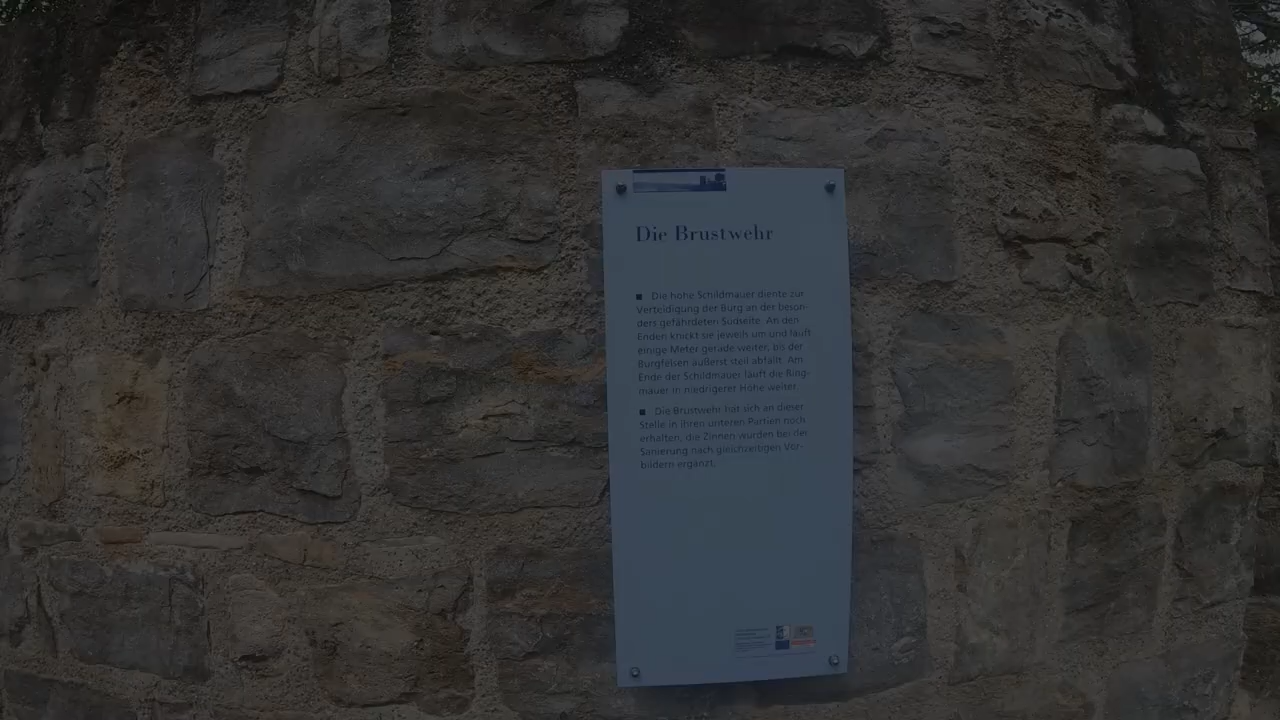 Die Brustwehr
■ Die hohe Schildmauer diente zur
Verteidigung der Burg an der beson-
ders gefährdeten Südseite. An den
Enden knickt sie jeweils um und läuft
einige Meter gerade weiter, bis der
Burgfelsen äußerst steil abfällt. Am
Ende der Schildmauer läuft die Ring-
mauer in niedrigerer Höhe weiter.
■ Die Brustwehr hat sich an dieser
Stelle in ihren unteren Partien noch
erhalten, die Zinnen wurden bei der
Sanierung nach gleichzeitigen Vor-
bildern ergänzt.